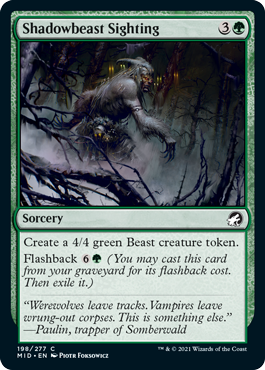 Shadowbeast Sighting 3
Sorcery
Create a 4/4 green Beast creature token.
Flashback 6 (You may cast this card
from your graveyard for its flashback cost.
Then exile it.)
“Werewolves leave tracks. Vampires leave
wrung-out corpses. This is something else.”
—Paulin, trapper of Somberwald
198/277 C
MID • EN Piotr Foksowicz
™ & © 2021 Wizards of the Coast